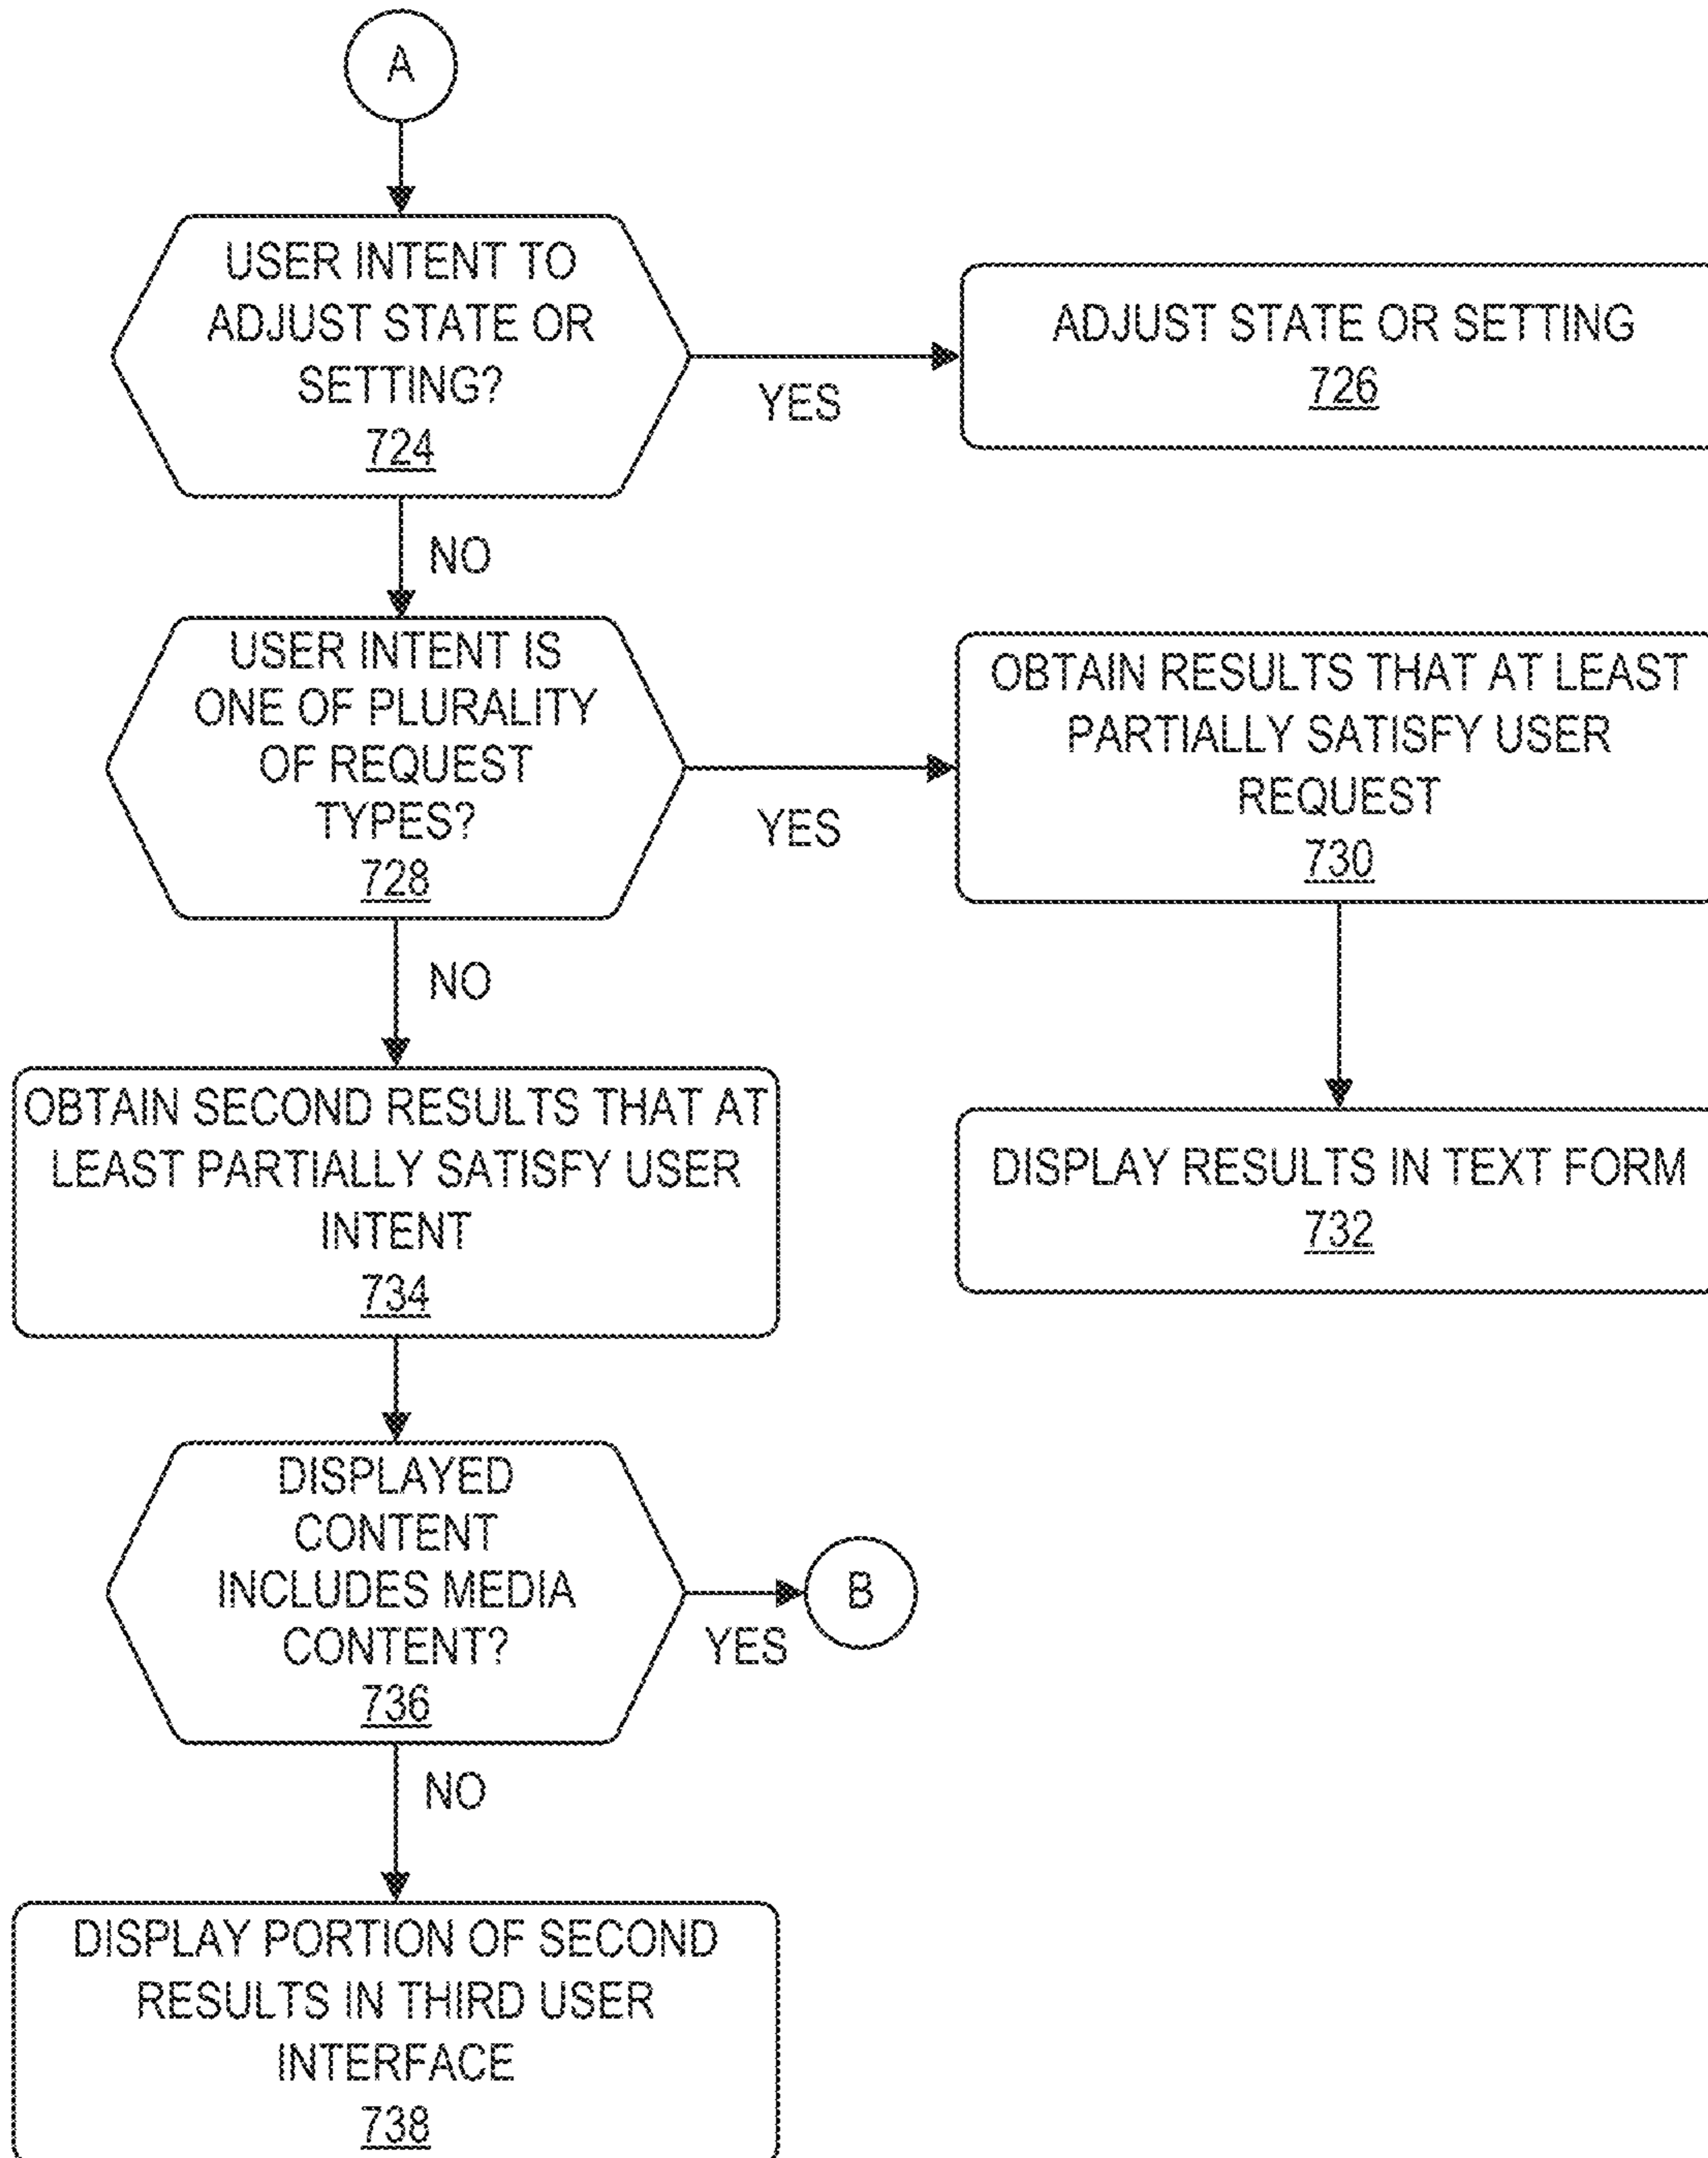 A
USER INTENT TO
ADJUST STATE OR
SETTING?
724
YES
ADJUST STATE OR SETTING
726
NO
USER INTENT IS
ONE OF PLURALITY
OF REQUEST
TYPES?
728
YES
OBTAIN RESULTS THAT AT LEAST
PARTIALLY SATISFY USER
REQUEST
730
NO
OBTAIN SECOND RESULTS THAT AT
LEAST PARTIALLY SATISFY USER
INTENT
734
DISPLAY RESULTS IN TEXT FORM
732
DISPLAYED
CONTENT
INCLUDES MEDIA
CONTENT?
736
YES
B
NO
DISPLAY PORTION OF SECOND
RESULTS IN THIRD USER
INTERFACE
738